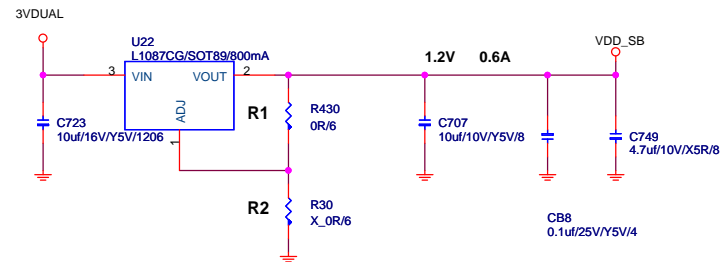 3VDUAL
U22
L1087CG/SOT89/800mA
3
VIN
VOUT
2
ADJ
1
1.2V 0.6A
VDD_SB
C723
10uf/16V/Y5V/1206
R1
R430
0R/6
C707
10uf/10V/Y5V/8
C749
4.7uf/10V/X5R/8
R2
R30
X_0R/6
CB8
0.1uf/25V/Y5V/4